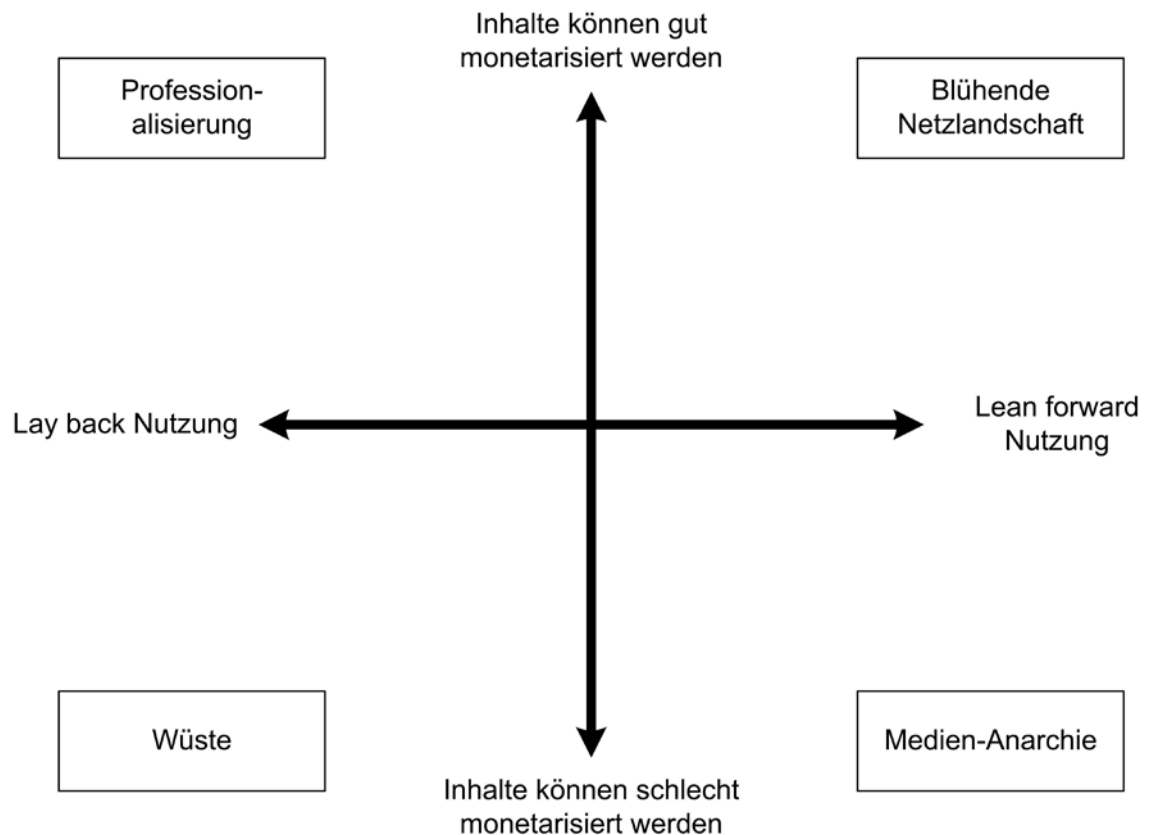 Inhalte können gut
monetarisiert werden
Profession-
alisierung
Blühende
Netzlandschaft
Lay back Nutzung
Lean forward
Nutzung
Wüste
Medien-Anarchie
Inhalte können schlecht
monetarisiert werden